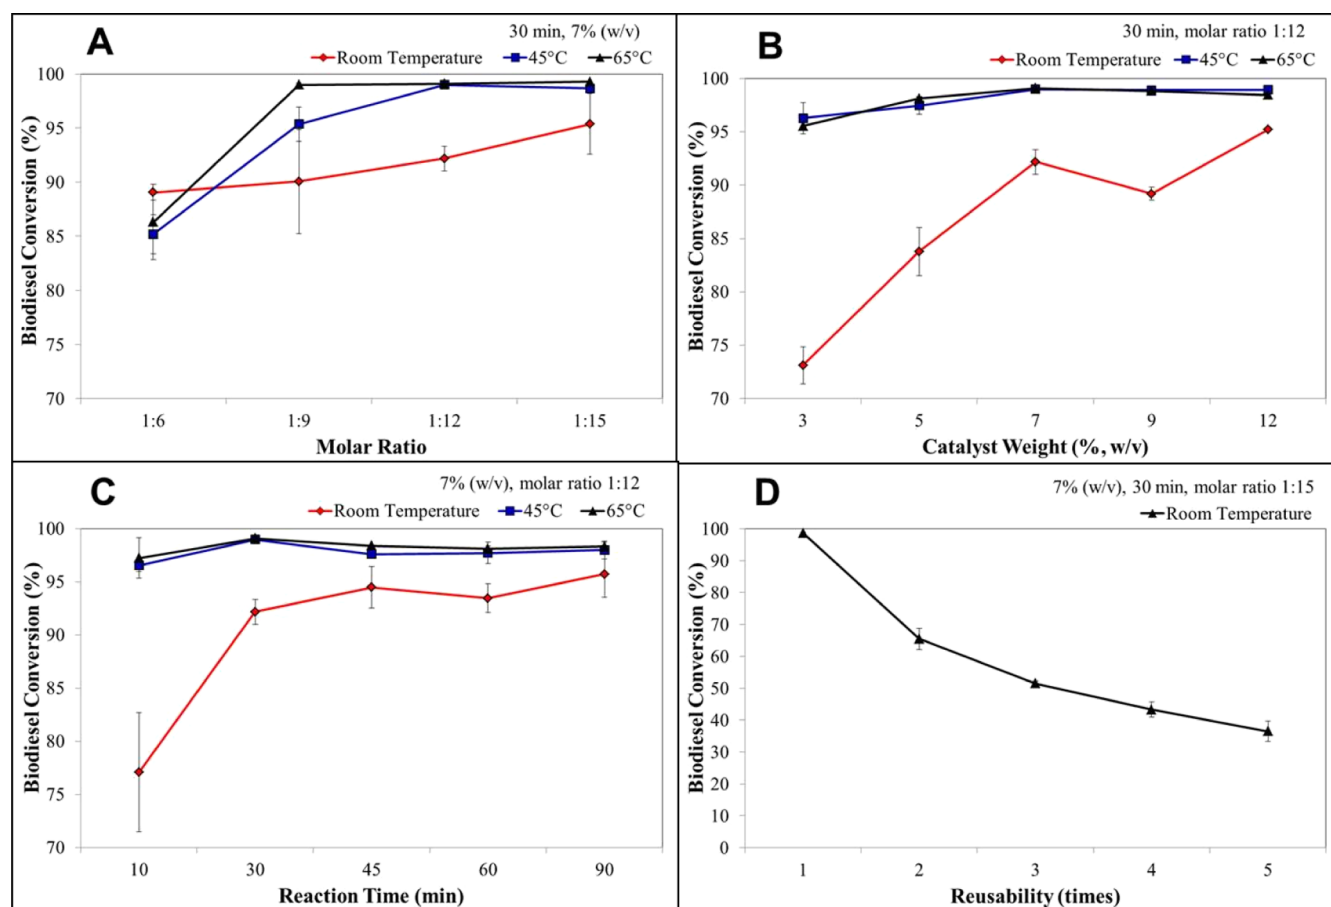 A
30 min, 7% (w/v)
Room Temperature 45°C 65°C
Biodiesel Conversion (%)
100
95
90
85
80
75
70
1:6 1:9 1:12 1:15
Molar Ratio
B
30 min, molar ratio 1:12
Room Temperature 45°C 65°C
Biodiesel Conversion (%)
100
95
90
85
80
75
70
3 5 7 9 12
Catalyst Weight (%, w/v)
C
7% (w/v), molar ratio 1:12
Room Temperature 45°C 65°C
Biodiesel Conversion (%)
100
95
90
85
80
75
70
10 30 45 60 90
Reaction Time (min)
D
7% (w/v), 30 min, molar ratio 1:15
Room Temperature
Biodiesel Conversion (%)
100
90
80
70
60
50
40
30
20
10
0
1 2 3 4 5
Reusability (times)